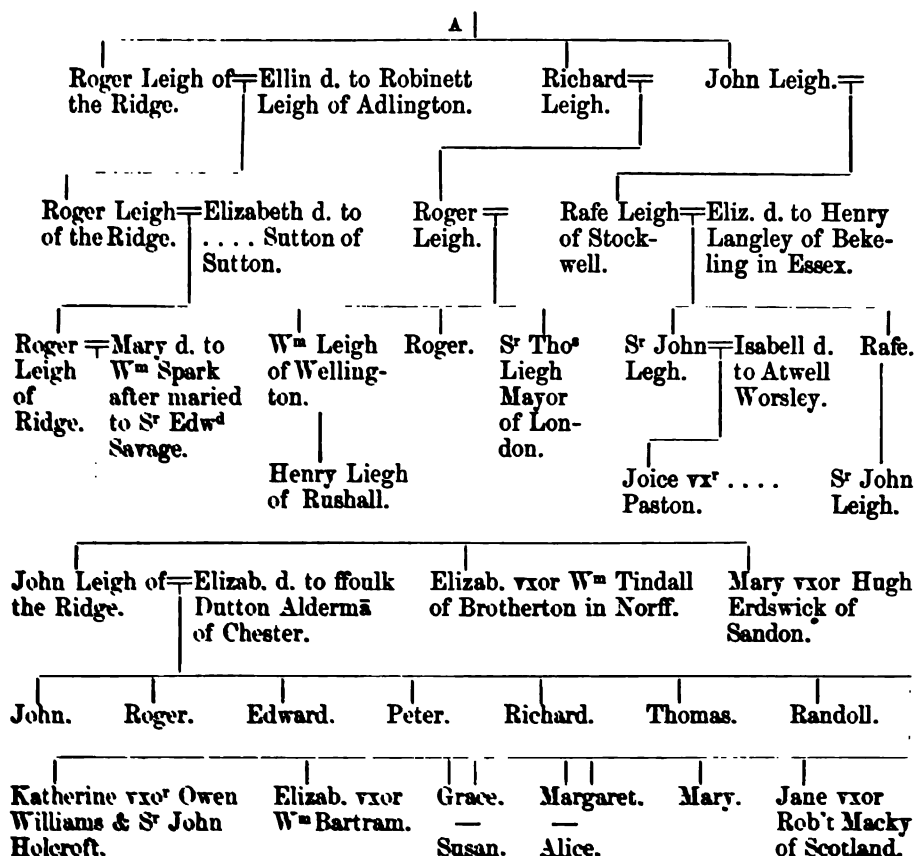 A
Roger Leigh of the Ridge.
Ellin d. to Robinett
Leigh of Adlington.
Richard
Leigh.
John Leigh.
Roger Leigh
of the Ridge.
Elizabeth d. to
.... Sutton of
Sutton.
Roger
Leigh.
Rafe Leigh
of Stock-
well.
Eliz. d. to Henry
Langley of Beke-
ling in Essex.
Roger
Leigh
of
Ridge.
Mary d. to
Wᵐ Spark
after maried
to Sʳ Edwᵈ
Savage.
Wᵐ Leigh
of Welling-
ton.
Henry Liegh
of Rushall.
Roger.
Sʳ Thoˢ
Liegh
Mayor
of Lon-
don.
Sʳ John
Legh.
Isabell d.
to Atwell
Worsley.
Rafe.
Joice vxʳ ....
Paston.
Sʳ John
Leigh.
John Leigh of
the Ridge.
Elizab. d. to ffoulk
Dutton Aldermā
of Chester.
Elizab. vxor Wᵐ Tindall
of Brotherton in Norff.
Mary vxor Hugh
Erdswick of
Sandon.
John. Roger. Edward. Peter. Richard. Thomas. Randoll.
Katherine vxoʳ Owen
Williams & Sʳ John
Holcroft.
Elizab. vxor
Wᵐ Bartram.
Grace.
—
Susan.
Margaret.
—
Alice.
Mary.
Jane vxor
Rob't Macky
of Scotland.